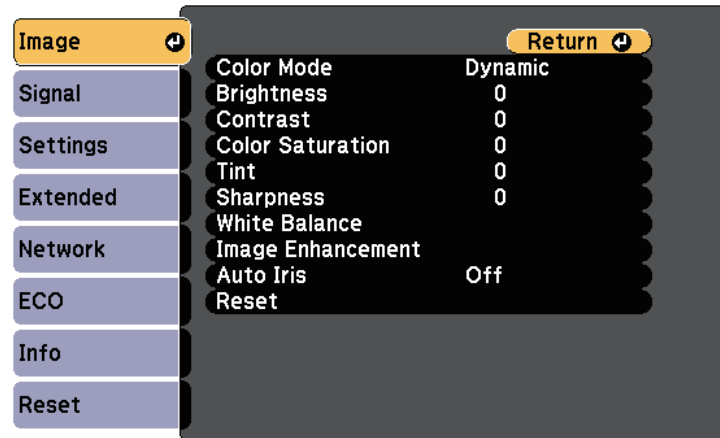 Image
Signal
Settings
Extended
Network
ECO
Info
Reset
Return
Color Mode Dynamic
Brightness 0
Contrast 0
Color Saturation 0
Tint 0
Sharpness 0
White Balance
Image Enhancement
Auto Iris Off
Reset